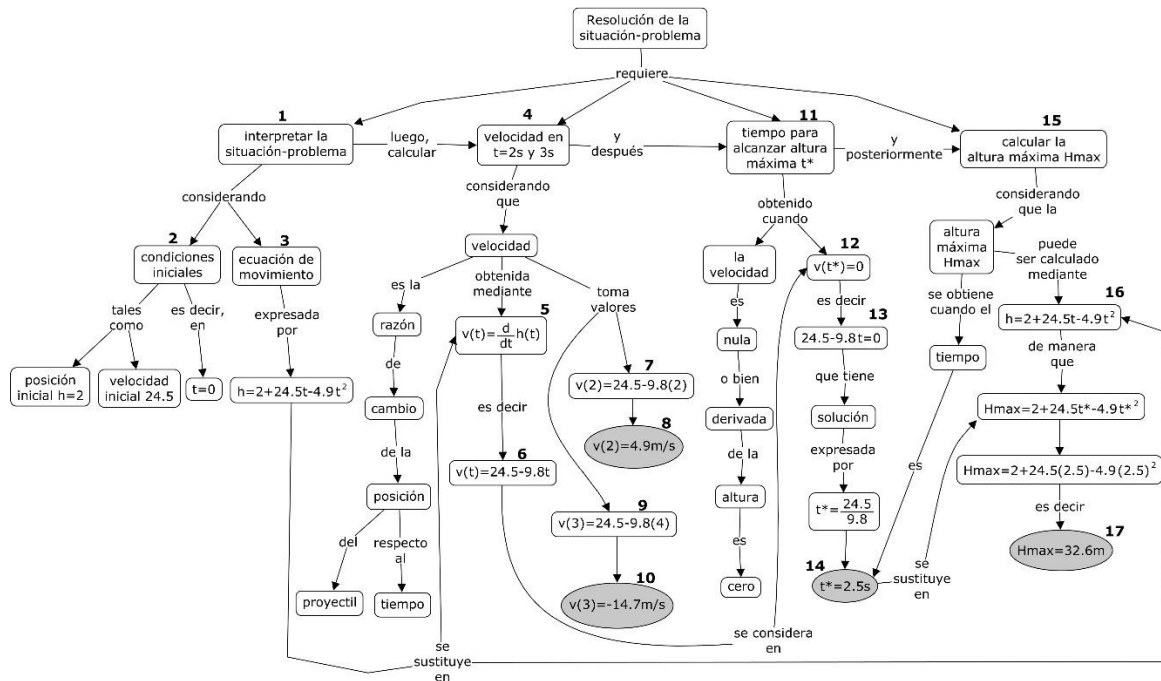 Resolución de la
situación-problema
requiere
1
interpretar la
situación-problema
luego,
calcular
4
velocidad en
t=2s y 3s
y
después
11
tiempo para
alcanzar altura
máxima t*
y
posteriormente
15
calcular la
altura máxima Hmax
considerando
2
condiciones
iniciales
3
ecuación de
movimiento
tales
como
es decir,
en
expresada
por
posición
inicial h=2
velocidad
inicial 24.5
t=0
h=2+24.5t-4.9t²
considerando
que
velocidad
es la
obtenida
mediante
toma
valores
razón
de
cambio
de la
posición
del
respecto
al
proyectil
tiempo
5
v(t)=d/dt h(t)
es decir
6
v(t)=24.5-9.8t
7
v(2)=24.5-9.8(2)
8
v(2)=4.9m/s
9
v(3)=24.5-9.8(4)
10
v(3)=-14.7m/s
se
sustituye
en
se considera
en
obtenido
cuando
la
velocidad
es
nula
o bien
derivada
de la
altura
es
cero
12
v(t*)=0
es decir
13
24.5-9.8t=0
que tiene
solución
expresada
por
t*=24.5/9.8
14
t*=2.5s
considerando
que la
altura
máxima
Hmax
se obtiene
cuando el
tiempo
es
puede
ser calculado
mediante
16
h=2+24.5t-4.9t²
de manera
que
Hmax=2+24.5t*-4.9t*²
Hmax=2+24.5(2.5)-4.9(2.5)²
es decir
17
Hmax=32.6m
se
sustituye
en